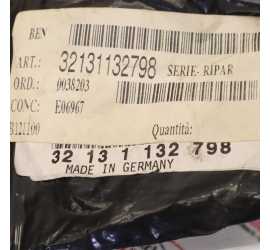 BEN
ART.: 32131132798 SERIE-RIPAR
ORD.: 0038203
CONC: E06967
Quantità:
32 13 1 132 798
MADE IN GERMANY